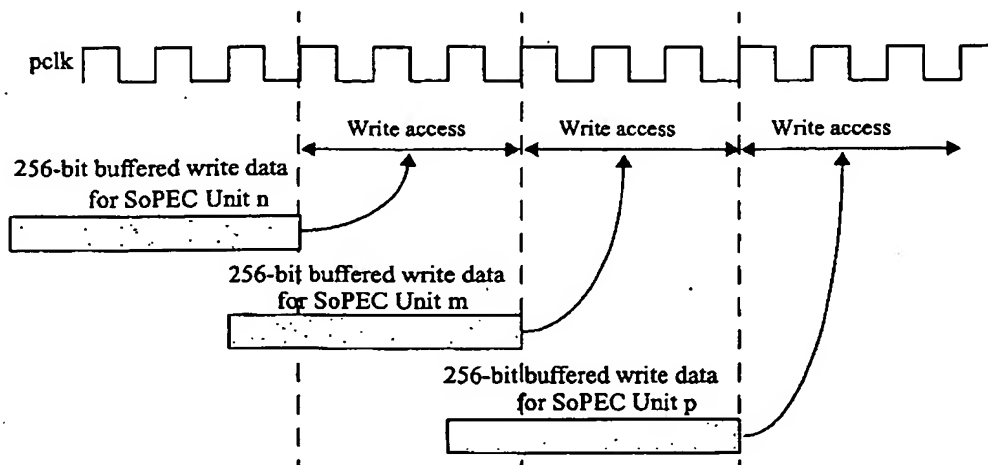 pclk
Write access
Write access
Write access
256-bit buffered write data
for SoPEC Unit n
256-bit buffered write data
for SoPEC Unit m
256-bit buffered write data
for SoPEC Unit p